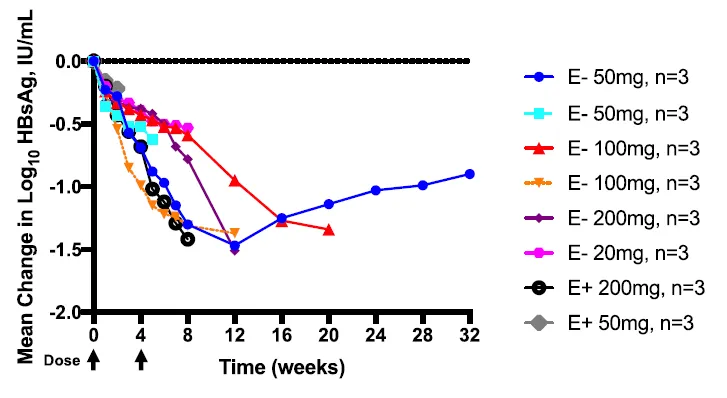 Mean Change in Log10 HBsAg, IU/mL
0.0
-0.5
-1.0
-1.5
-2.0
0 4 8 12 16 20 24 28 32
Dose
Time (weeks)
E- 50mg, n=3
E- 50mg, n=3
E- 100mg, n=3
E- 100mg, n=3
E- 200mg, n=3
E- 20mg, n=3
E+ 200mg, n=3
E+ 50mg, n=3